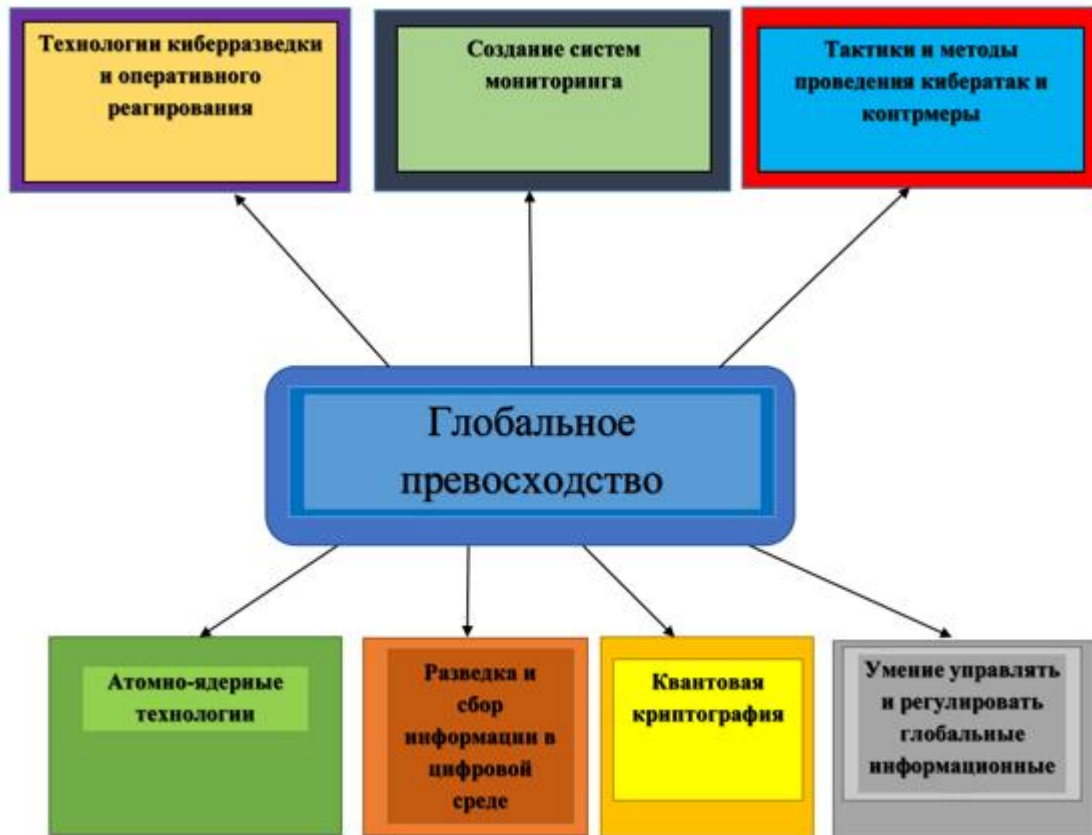 Технологии киберразведки
и оперативного
реагирования
Создание систем
мониторинга
Тактики и методы
проведения кибератак и
контрмеры
Глобальное
превосходство
Атомно-ядерные
технологии
Разведка и
сбор
информации в
цифровой
среде
Квантовая
криптография
Умение управлять
и регулировать
глобальные
информационные